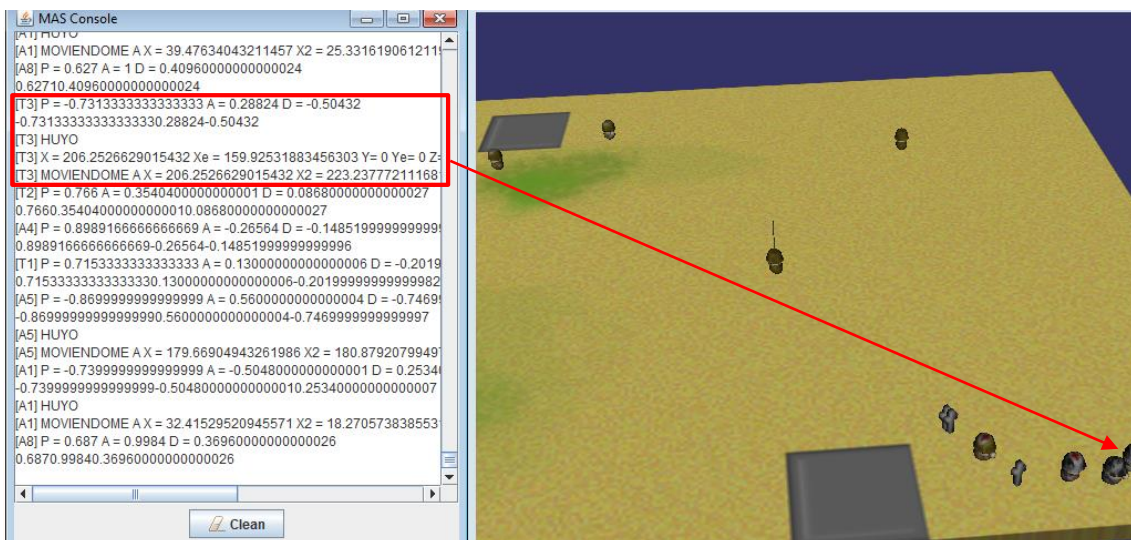 MAS Console
[A1] HUYO
[A1] MOVIENDOME A X = 39.47634043211457 X2 = 25.3316190612119
[A8] P = 0.627 A = 1 D = 0.40960000000000024
0.62710.40960000000000024
[T3] P = -0.7313333333333333 A = 0.28824 D = -0.50432
-0.73133333333333330.28824-0.50432
[T3] HUYO
[T3] X = 206.2526629015432 Xe = 159.92531883456303 Y= 0 Ye= 0 Z=
[T3] MOVIENDOME A X = 206.2526629015432 X2 = 223.237772111681
[T2] P = 0.766 A = 0.3540400000000001 D = 0.08680000000000027
0.7660.35404000000000010.08680000000000027
[A4] P = 0.8989166666666669 A = -0.26564 D = -0.1485199999999999
0.8989166666666669-0.26564-0.14851999999999996
[T1] P = 0.7153333333333333 A = 0.13000000000000006 D = -0.2019
0.71533333333333330.13000000000000006-0.20199999999999982
[A5] P = -0.8699999999999999 A = 0.5600000000000004 D = -0.7469
-0.86999999999999990.5600000000000004-0.7469999999999997
[A5] HUYO
[A5] MOVIENDOME A X = 179.66904943261986 X2 = 180.8792079949
[A1] P = -0.7399999999999999 A = -0.5048000000000001 D = 0.2534
-0.7399999999999999-0.50480000000000010.25340000000000007
[A1] HUYO
[A1] MOVIENDOME A X = 32.41529520945571 X2 = 18.2705738385531
[A8] P = 0.687 A = 0.9984 D = 0.36960000000000026
0.6870.99840.36960000000000026
Clean